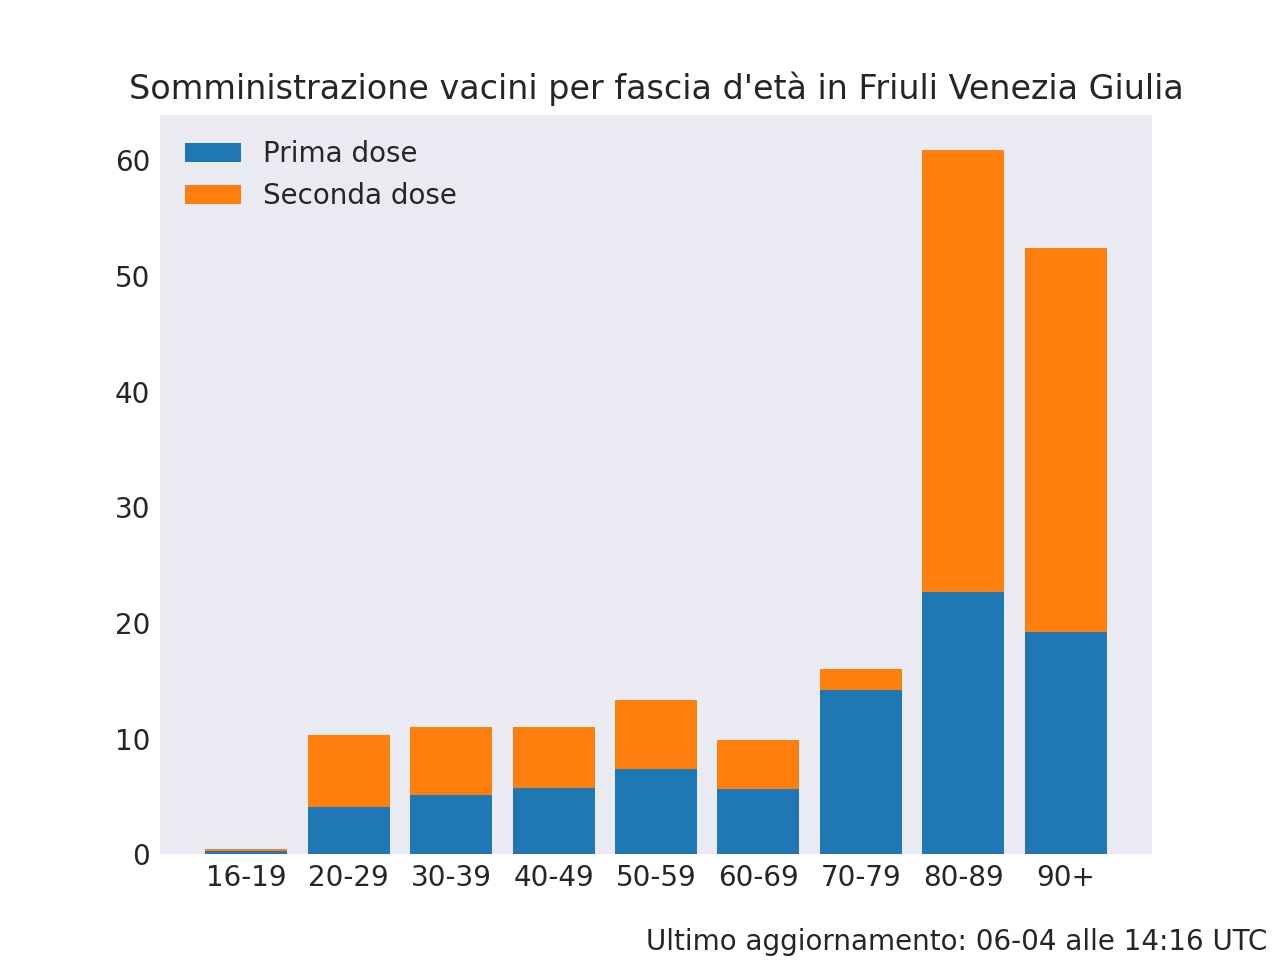 Somministrazione vacini per fascia d'età in Friuli Venezia Giulia
Prima dose
Seconda dose
60
50
40
30
20
10
0
16-19 20-29 30-39 40-49 50-59 60-69 70-79 80-89 90+
Ultimo aggiornamento: 06-04 alle 14:16 UTC